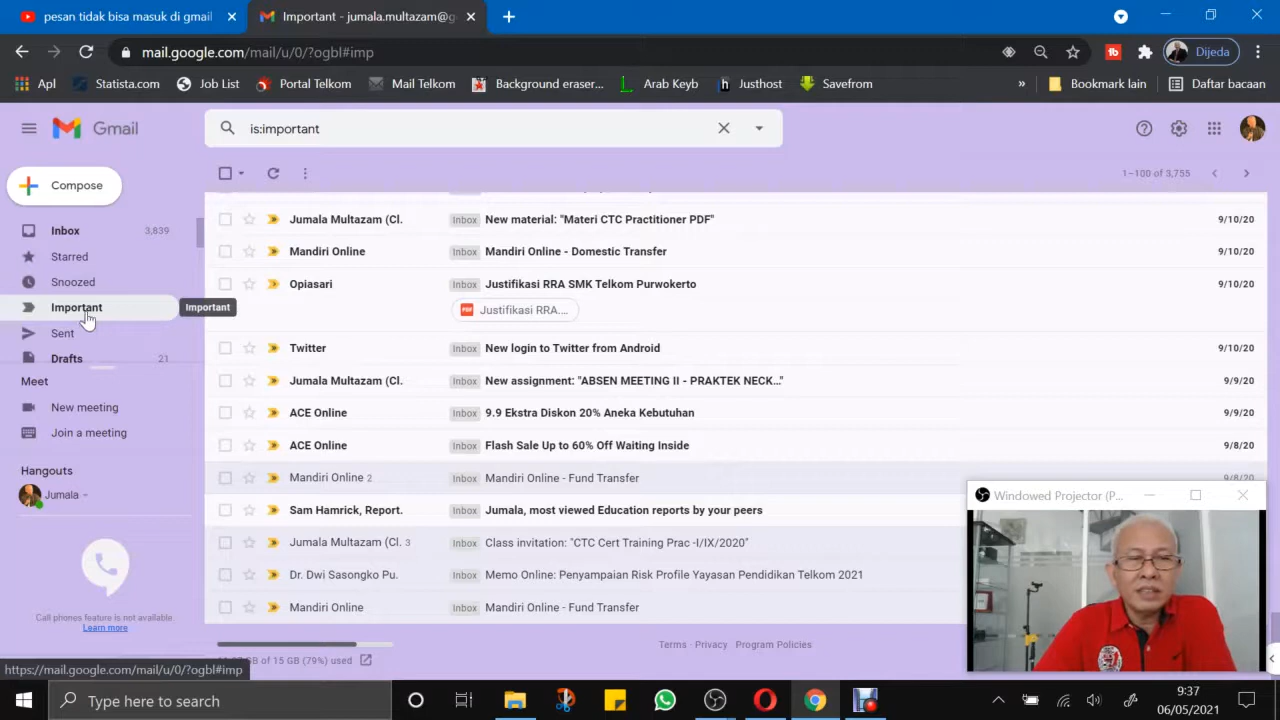 pesan tidak bisa masuk di gmail
Important - jumala.multazam@g
mail.google.com/mail/u/0/?ogbl#imp
Dijeda
Apl
Statista.com
Job List
Portal Telkom
Mail Telkom
Background eraser...
Arab Keyb
Justhost
Savefrom
»
Bookmark lain
Daftar bacaan
Gmail
is:important
Compose
1–100 of 3,755
Inbox 3,839
Starred
Snoozed
Important
Important
Sent
Drafts 21
Meet
New meeting
Join a meeting
Hangouts
Jumala
Call phones feature is not available.
Learn more
Jumala Multazam (Cl. Inbox New material: "Materi CTC Practitioner PDF" 9/10/20
Mandiri Online Inbox Mandiri Online - Domestic Transfer 9/10/20
Opiasari Inbox Justifikasi RRA SMK Telkom Purwokerto 9/10/20
PDF Justifikasi RRA....
Twitter Inbox New login to Twitter from Android 9/10/20
Jumala Multazam (Cl. Inbox New assignment: "ABSEN MEETING II - PRAKTEK NECK..." 9/9/20
ACE Online Inbox 9.9 Ekstra Diskon 20% Aneka Kebutuhan 9/9/20
ACE Online Inbox Flash Sale Up to 60% Off Waiting Inside 9/8/20
Mandiri Online 2 Inbox Mandiri Online - Fund Transfer 9/8/20
Sam Hamrick, Report. Inbox Jumala, most viewed Education reports by your peers
Jumala Multazam (Cl. 3 Inbox Class invitation: "CTC Cert Training Prac -I/IX/2020"
Dr. Dwi Sasongko Pu. Inbox Memo Online: Penyampaian Risk Profile Yayasan Pendidikan Telkom 2021
Mandiri Online Inbox Mandiri Online - Fund Transfer
Windowed Projector (P...
GB of 15 GB (79%) used
Terms · Privacy Program Policies
https://mail.google.com/mail/u/0/?ogbl#imp
Type here to search
9:37
06/05/2021